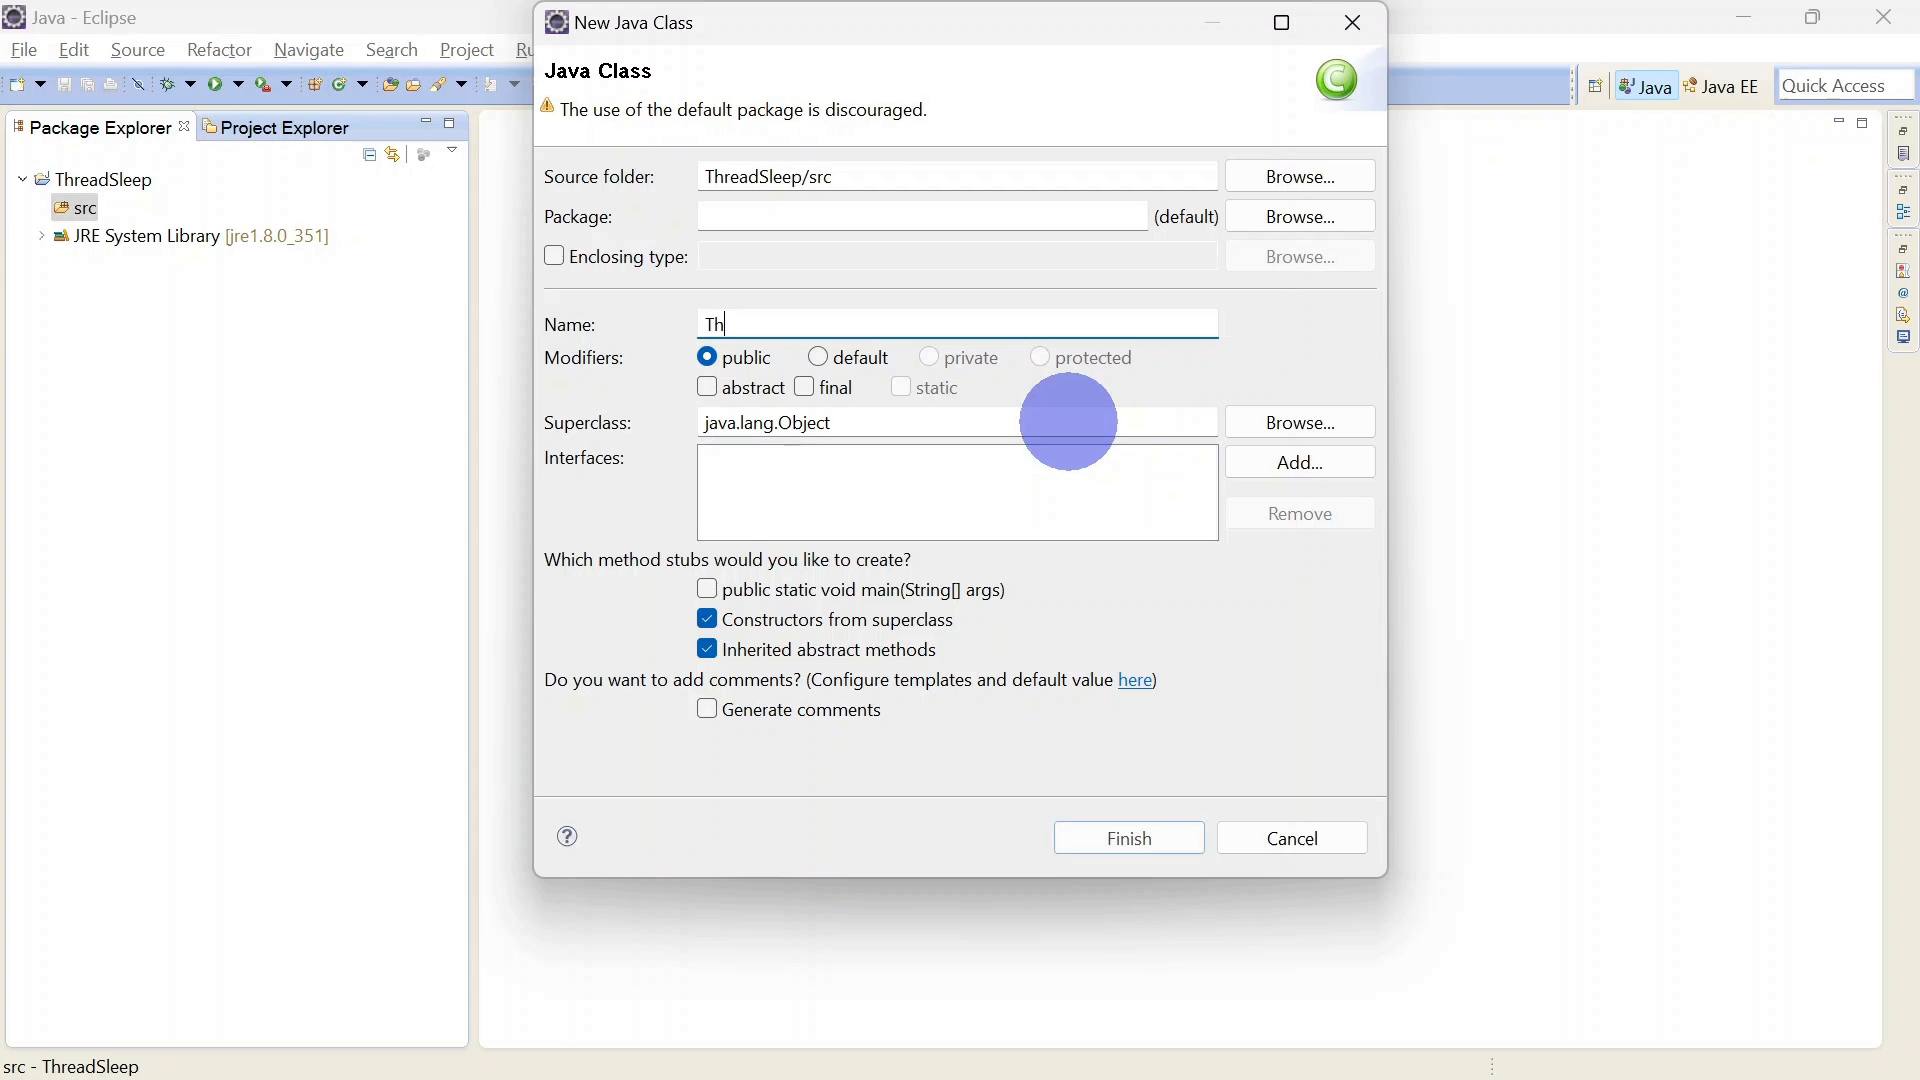 Java - Eclipse
File Edit Source Refactor Navigate Search Project Ru
Java Java EE Quick Access
Package Explorer Project Explorer
ThreadSleep
src
JRE System Library [jre1.8.0_351]
New Java Class
Java Class
The use of the default package is discouraged.
Source folder: ThreadSleep/src Browse...
Package: (default) Browse...
Enclosing type: Browse...
Name: Th
Modifiers: public default private protected
abstract final static
Superclass: java.lang.Object Browse...
Interfaces: Add...
Remove
Which method stubs would you like to create?
public static void main(String[] args)
Constructors from superclass
Inherited abstract methods
Do you want to add comments? (Configure templates and default value here)
Generate comments
Finish Cancel
src - ThreadSleep